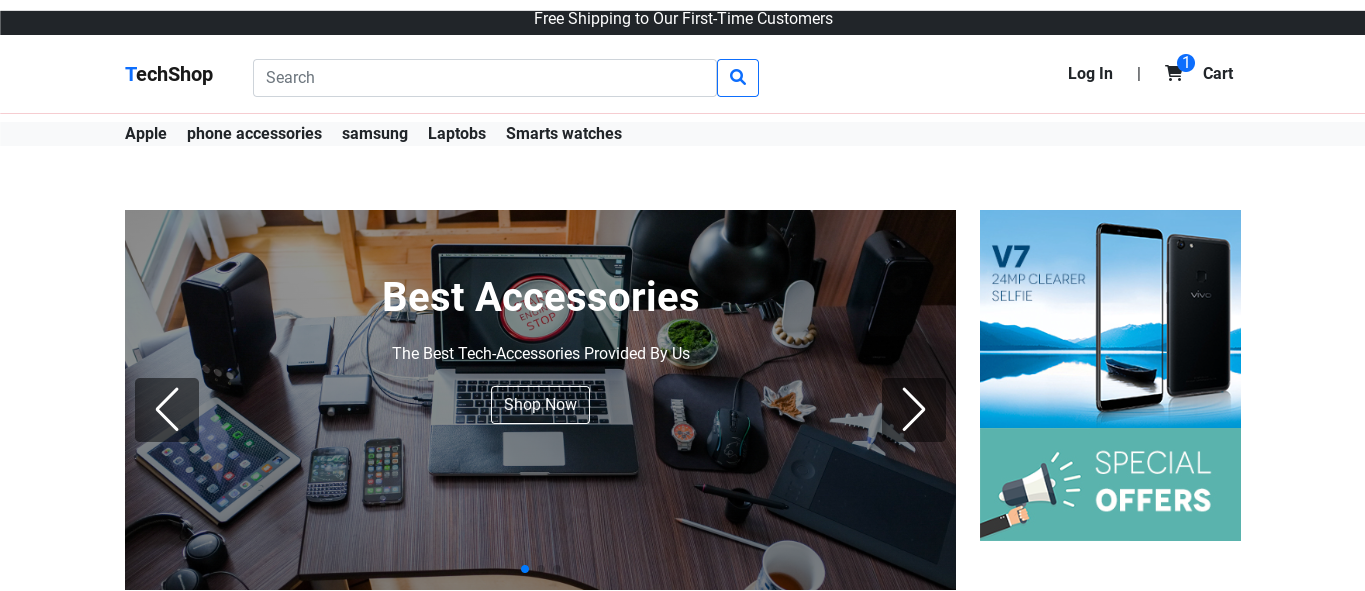 Free Shipping to Our First-Time Customers
TechShop
Search
Log In | 1 Cart
Apple phone accessories samsung Laptobs Smarts watches
Best Accessories
The Best Tech-Accessories Provided By Us
Shop Now
V7
24MP CLEARER
SELFIE
vivo
SPECIAL
OFFERS